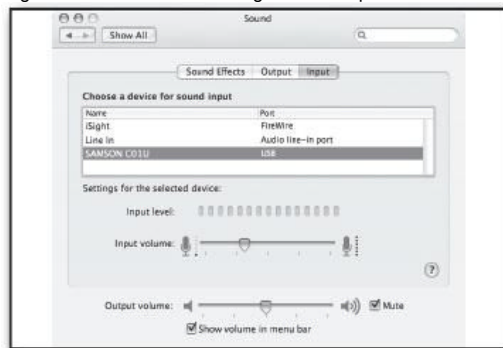 Sound
Show All
Sound Effects Output Input
Choose a device for sound input
Name Port
iSight FireWire
Line In Audio line-in port
SAMSON C01U USB
Settings for the selected device:
Input level:
Input volume:
?
Output volume: Mute
Show volume in menu bar